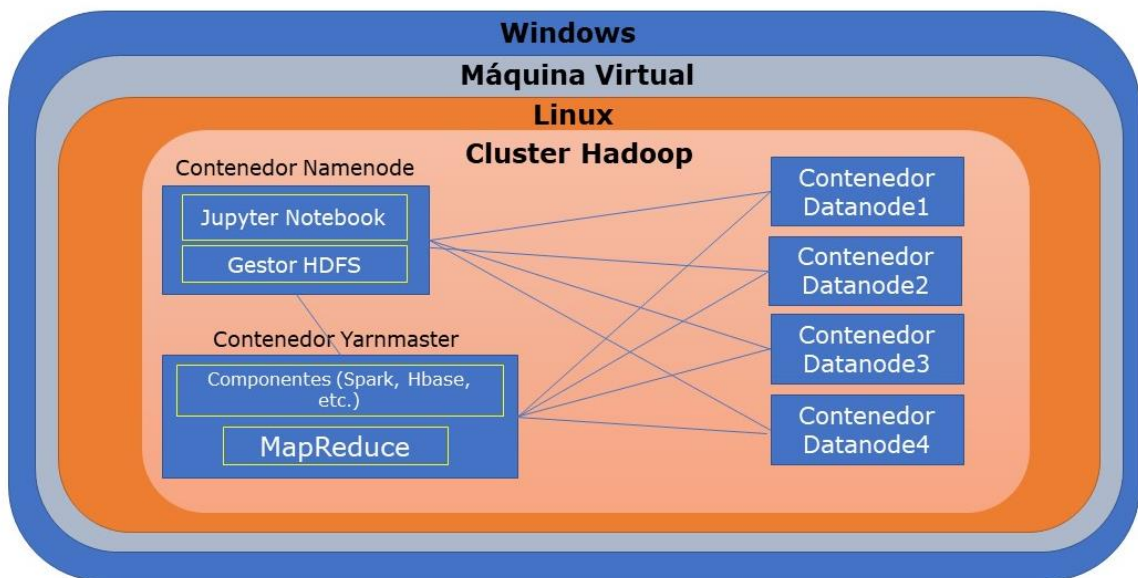 Windows
Máquina Virtual
Linux
Cluster Hadoop
Contenedor Namenode
Jupyter Notebook
Gestor HDFS
Contenedor Yarnmaster
Componentes (Spark, Hbase,
etc.)
MapReduce
Contenedor
Datanode1
Contenedor
Datanode2
Contenedor
Datanode3
Contenedor
Datanode4